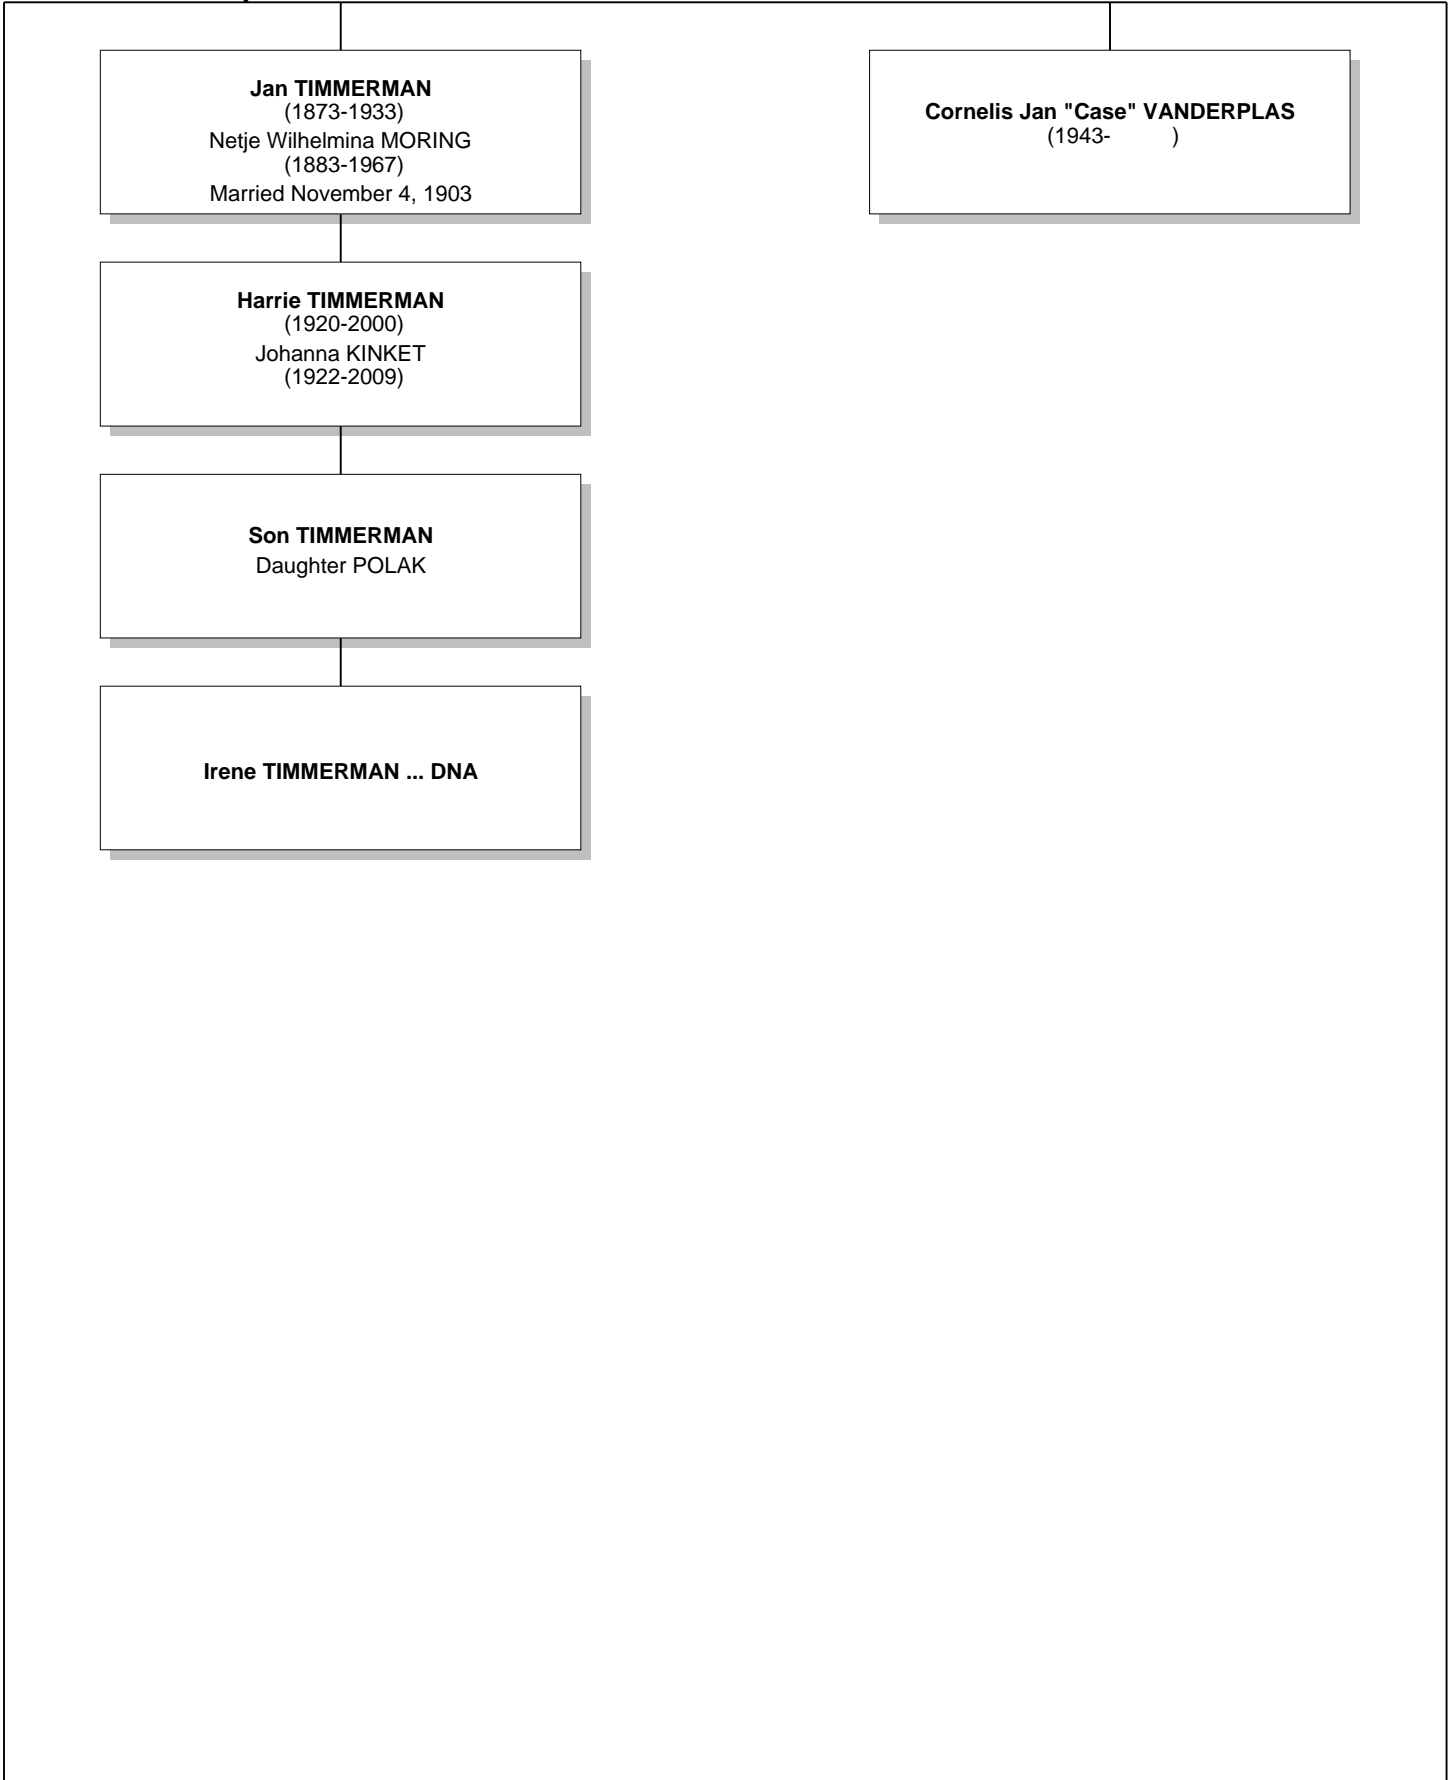 Jan TIMMERMAN
(1873-1933)
Netje Wilhelmina MORING
(1883-1967)
Married November 4, 1903
Cornelis Jan "Case" VANDERPLAS
(1943- )
Harrie TIMMERMAN
(1920-2000)
Johanna KINKET
(1922-2009)
Son TIMMERMAN
Daughter POLAK
Irene TIMMERMAN ... DNA